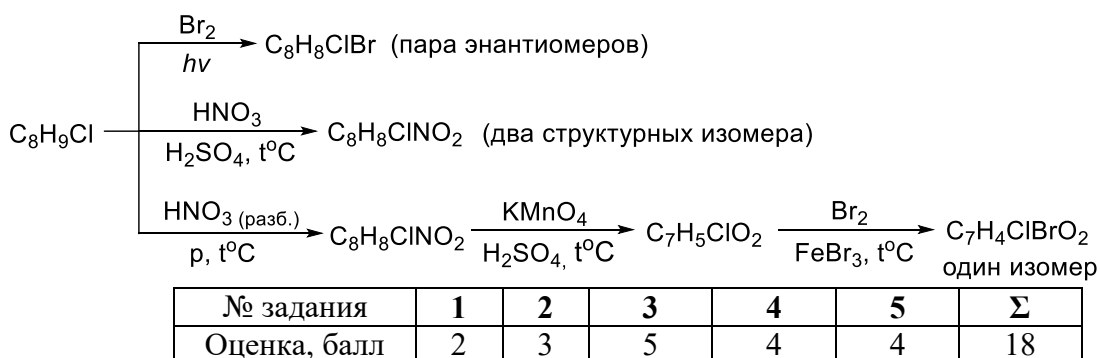 Br₂
hν
C₈H₈ClBr (пара энантиомеров)
C₈H₉Cl
HNO₃
H₂SO₄, t°C
C₈H₈ClNO₂ (два структурных изомера)
HNO₃ (разб.)
p, t°C
C₈H₈ClNO₂
KMnO₄
H₂SO₄, t°C
C₇H₅ClO₂
Br₂
FeBr₃, t°C
C₇H₄ClBrO₂
один изомер
№ задания 1 2 3 4 5 Σ
Оценка, балл 2 3 5 4 4 18